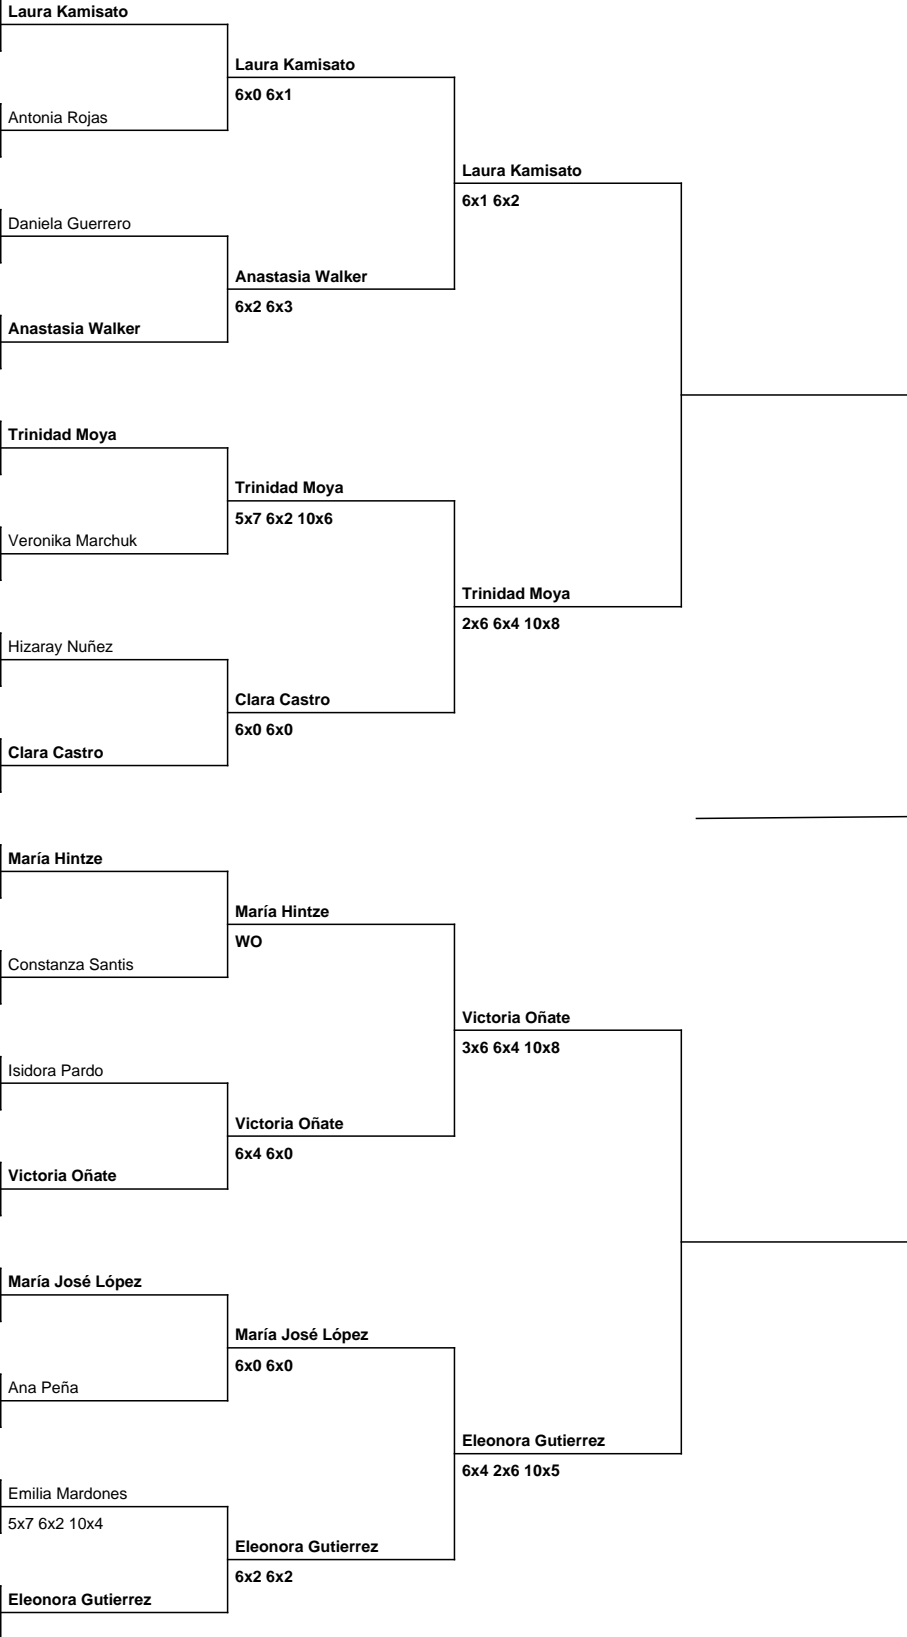 Laura Kamisato
Laura Kamisato
6x0 6x1
Antonia Rojas
Laura Kamisato
6x1 6x2
Daniela Guerrero
Anastasia Walker
6x2 6x3
Anastasia Walker
Trinidad Moya
Trinidad Moya
5x7 6x2 10x6
Veronika Marchuk
Trinidad Moya
2x6 6x4 10x8
Hizaray Nuñez
Clara Castro
6x0 6x0
Clara Castro
María Hintze
María Hintze
WO
Constanza Santis
Victoria Oñate
3x6 6x4 10x8
Isidora Pardo
Victoria Oñate
6x4 6x0
Victoria Oñate
María José López
María José López
6x0 6x0
Ana Peña
Eleonora Gutierrez
6x4 2x6 10x5
Emilia Mardones
5x7 6x2 10x4
Eleonora Gutierrez
6x2 6x2
Eleonora Gutierrez